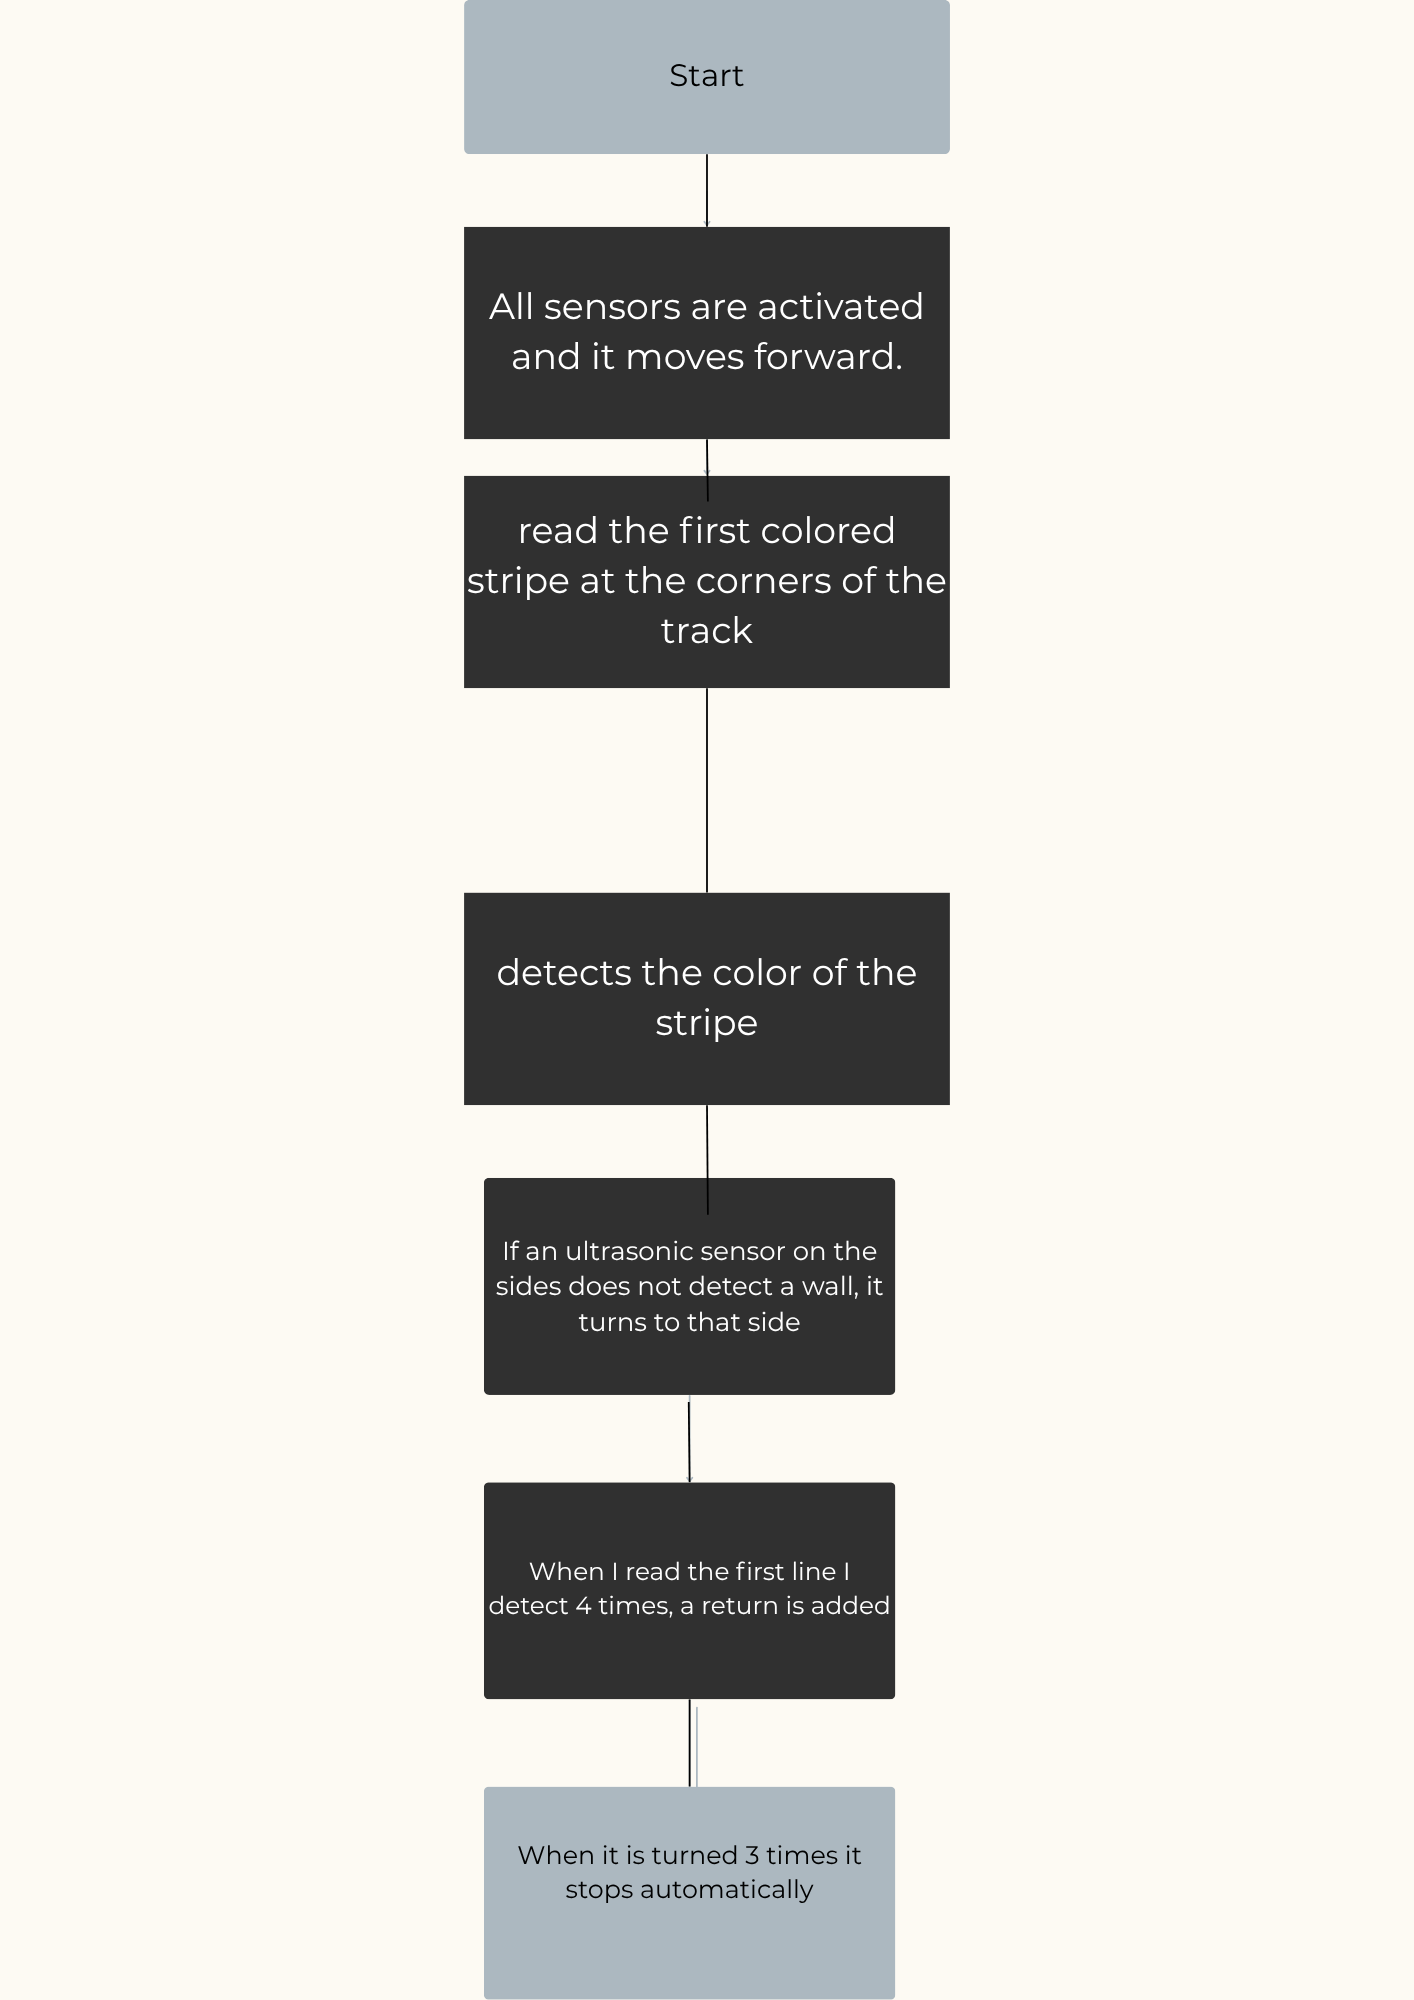 Start
All sensors are activated
and it moves forward.
read the first colored
stripe at the corners of the
track
detects the color of the
stripe
If an ultrasonic sensor on the
sides does not detect a wall, it
turns to that side
When I read the first line I
detect 4 times, a return is added
When it is turned 3 times it
stops automatically